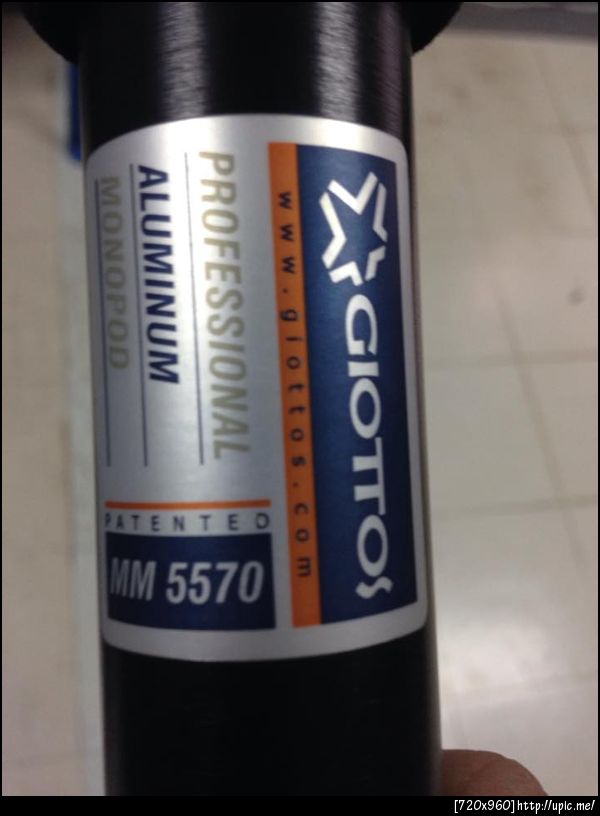 GIOTTOS
www.giottos.com
PROFESSIONAL
ALUMINUM
MONOPOD
PATENTED
MM 5570
[720x960]http://upic.me/